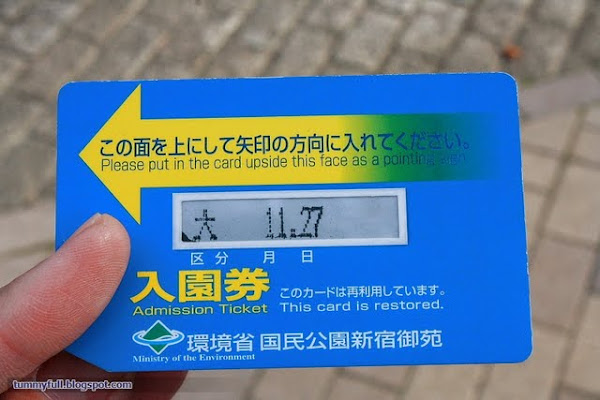 この面を上にして矢印の方向に入れてください。
Please put in the card upside this face as a pointing sign
大 11.27
区分 月 日
入園券 このカードは再利用しています。
Admission Ticket This card is restored.
環境省 国民公園新宿御苑
Ministry of the Environment
tummyfull.blogspot.com